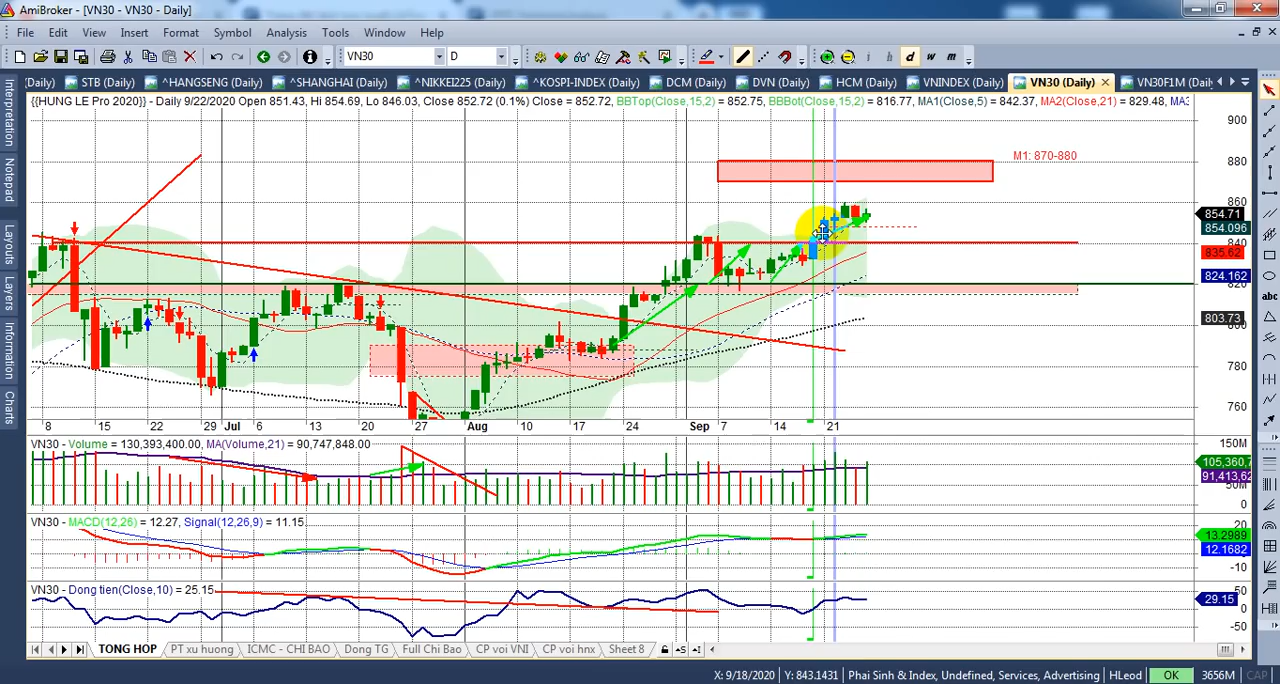 AmiBroker - [VN30 - VN30 - Daily]
File Edit View Insert Format Symbol Analysis Tools Window Help
VN30 D i h d w m
(Daily) STB (Daily) ^HANGSENG (Daily) ^SHANGHAI (Daily) ^NIKKEI225 (Daily) ^KOSPI-INDEX (Daily) DCM (Daily) DVN (Daily) HCM (Daily) VNINDEX (Daily) VN30 (Daily) VN30F1M (Daily
Interpretation
Notepad
Layouts
Layers
Information
Charts
{{HUNG LE Pro 2020}} - Daily 9/22/2020 Open 851.43, Hi 854.69, Lo 846.03, Close 852.72 (0.1%) Close = 852.72, BBTop(Close,15,2) = 852.75, BBBot(Close,15,2) = 816.77, MA1(Close,5) = 842.37, MA2(Close,21) = 829.48, MA3
900
M1: 870-880
880
860
854.71
854.096
840
835.62
824.162
820
803.73
800
780
760
8 15 22 29 Jul 6 13 20 27 Aug 10 17 24 Sep 7 14 21
VN30 - Volume = 130,393,400.00, MA(Volume,21) = 90,747,848.00
150M
105,360,7
91,413,62
50M
0
VN30 - MACD(12,26) = 12.27, Signal(12,26,9) = 11.15
20
13.2989
12.1682
-10
VN30 - Dong tien(Close,10) = 25.15
50
29.15
0
-50
TONG HOP PT xu huong ICMC - CHI BAO Dong TG Full Chi Bao CP voi VNI CP voi hnx Sheet 8
X: 9/18/2020 Y: 843.1431 Phai Sinh & Index, Undefined, Services, Advertising HLeod OK 3656M CAP